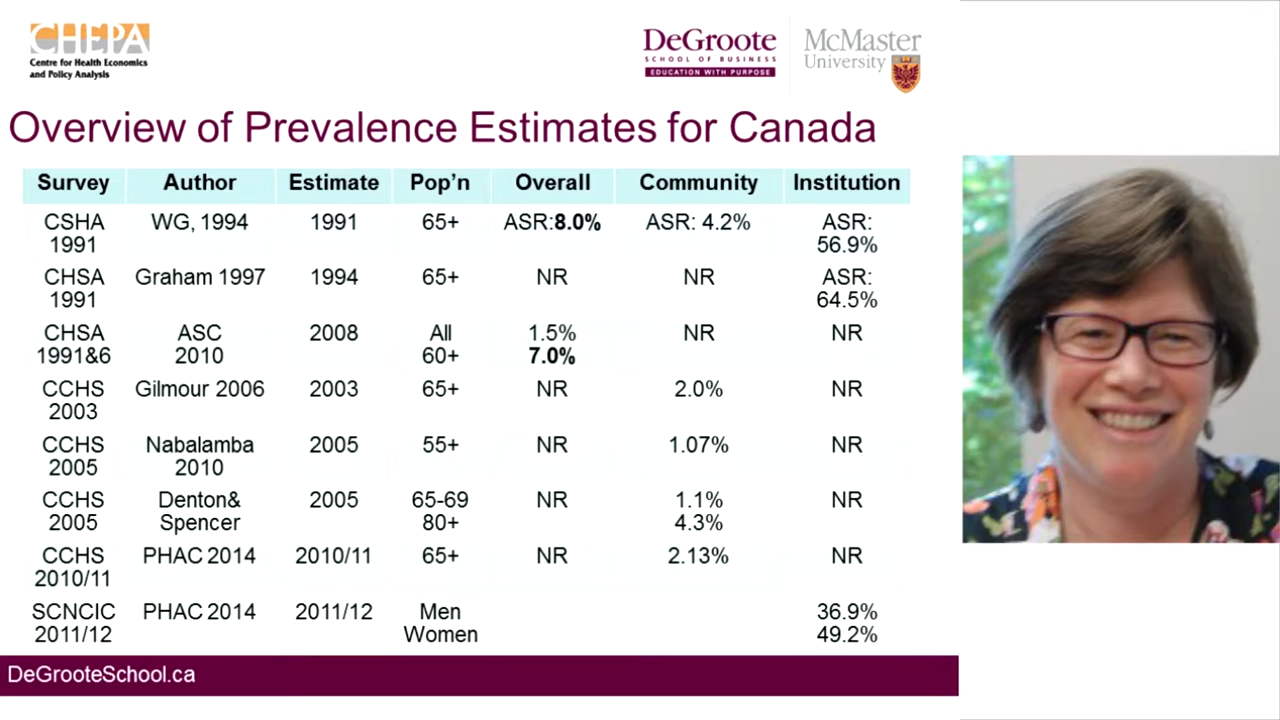 CHEPA
Centre for Health Economics
and Policy Analysis
DeGroote
SCHOOL OF BUSINESS
EDUCATION WITH PURPOSE
McMaster
University
Overview of Prevalence Estimates for Canada
Survey Author Estimate Pop'n Overall Community Institution
CSHA WG, 1994 1991 65+ ASR:8.0% ASR: 4.2% ASR:
1991 56.9%
CHSA Graham 1997 1994 65+ NR NR ASR:
1991 64.5%
CHSA ASC 2008 All 1.5% NR NR
1991&6 2010 60+ 7.0%
CCHS Gilmour 2006 2003 65+ NR 2.0% NR
2003
CCHS Nabalamba 2005 55+ NR 1.07% NR
2005 2010
CCHS Denton& 2005 65-69 NR 1.1% NR
2005 Spencer 80+ 4.3%
CCHS PHAC 2014 2010/11 65+ NR 2.13% NR
2010/11
SCNCIC PHAC 2014 2011/12 Men 36.9%
2011/12 Women 49.2%
DeGrooteSchool.ca